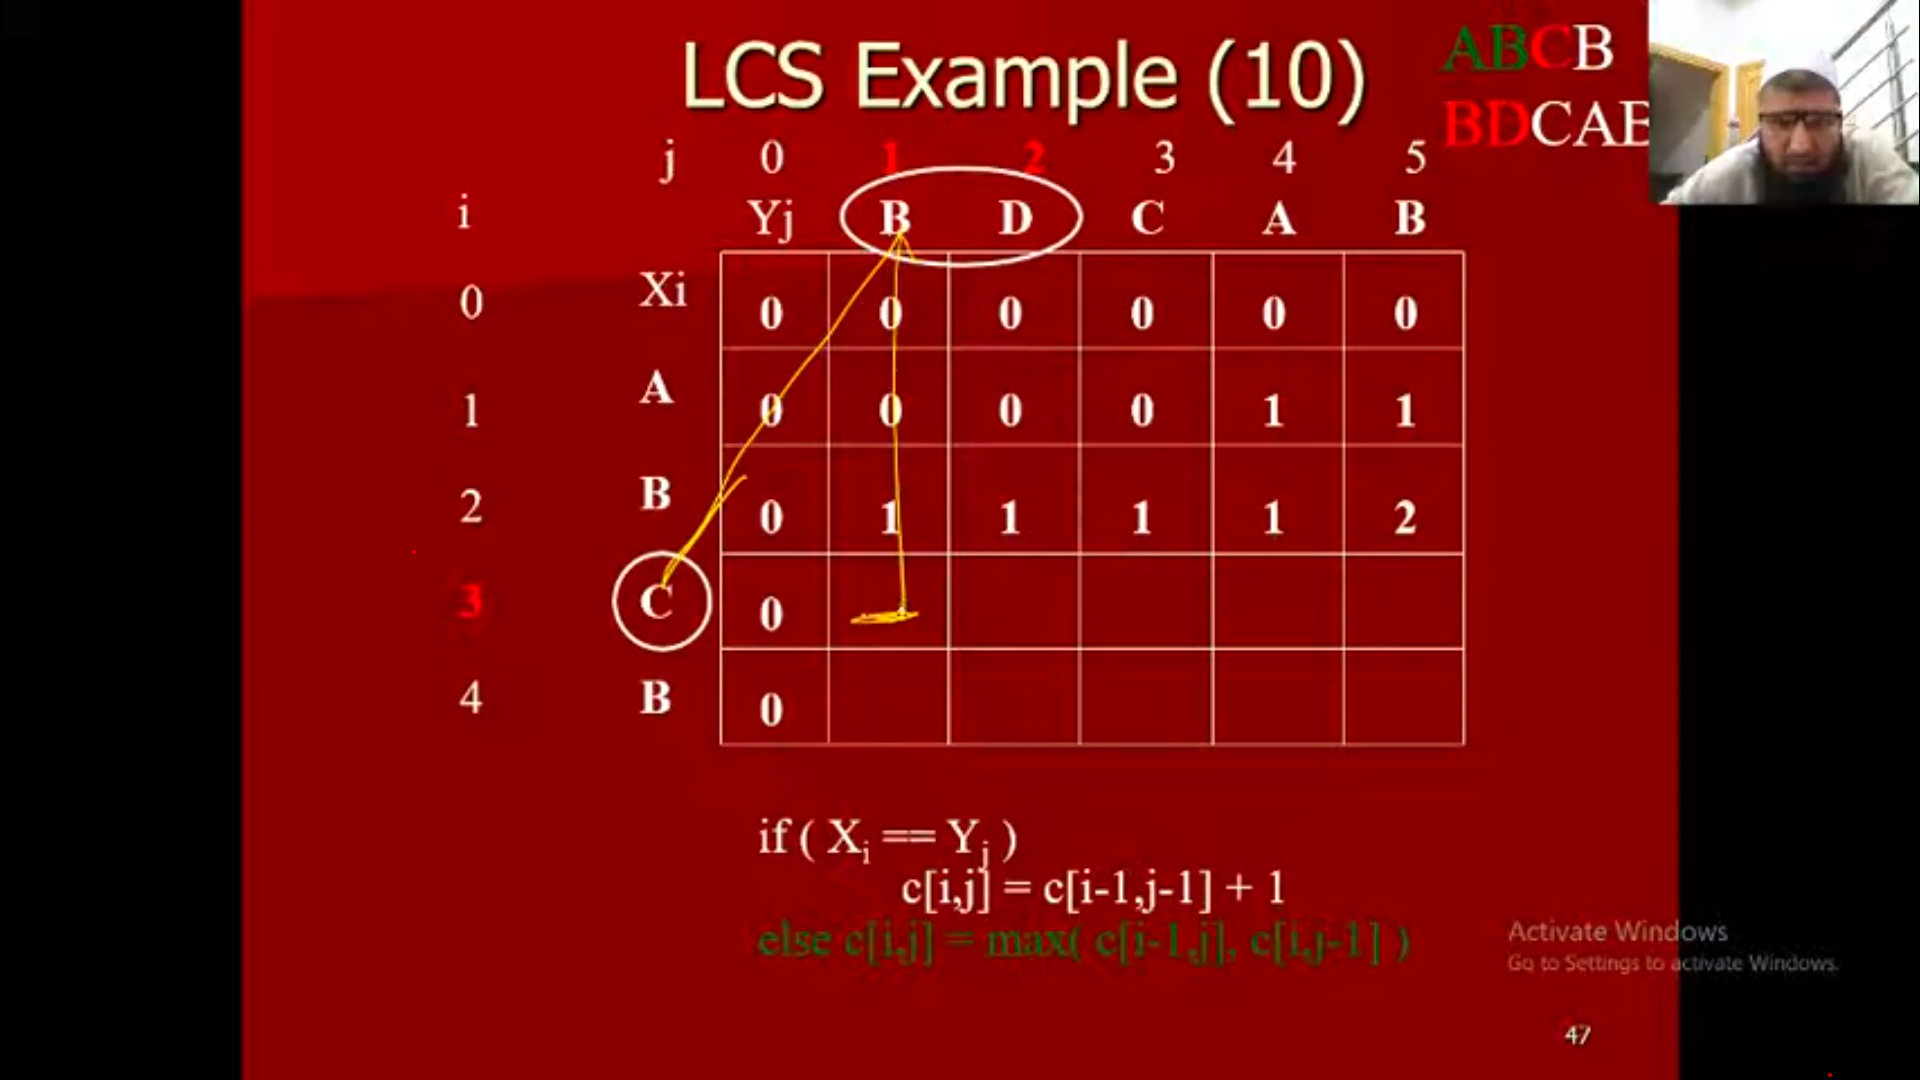 LCS Example (10)
ABCB
BDCAB
j 0 1 2 3 4 5
i Yj B D C A B
0 Xi 0 0 0 0 0 0
1 A 0 0 0 0 1 1
2 B 0 1 1 1 1 2
3 C 0
4 B 0
if ( Xi == Yj )
c[i,j] = c[i-1,j-1] + 1
else c[i,j] = max( c[i-1,j], c[i,j-1] )
Activate Windows
Go to Settings to activate Windows.
47